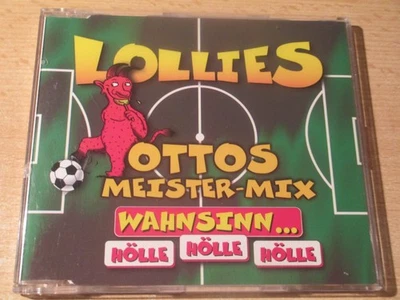 LOLLIES
OTTOS
MEISTER-MIX
WAHNSINN...
HÖLLE HÖLLE HÖLLE